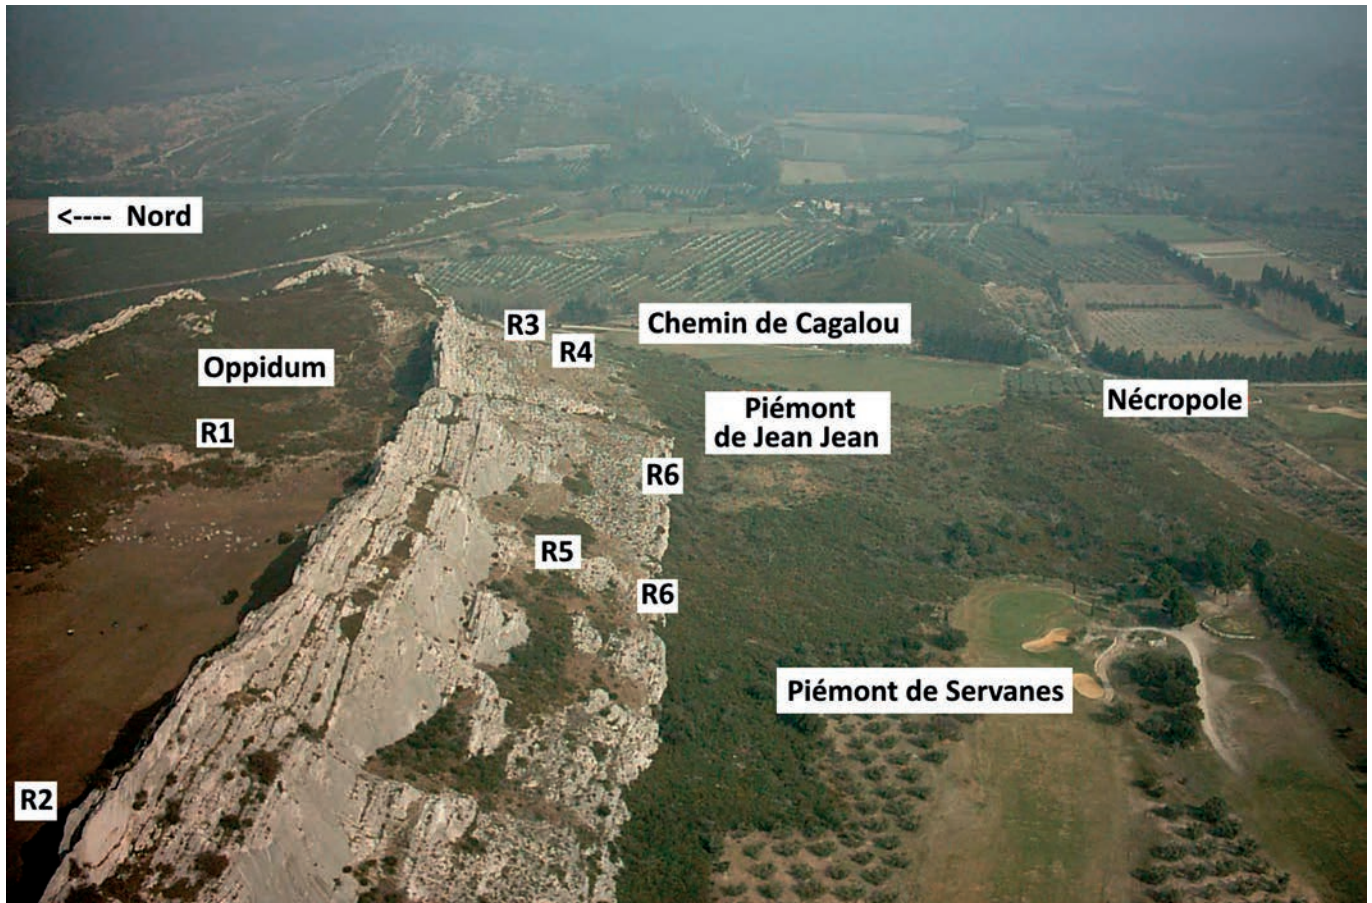 <---- Nord
R3
Chemin de Cagalou
R4
Oppidum
Nécropole
Piémont
de Jean Jean
R1
R6
R5
R6
Piémont de Servanes
R2